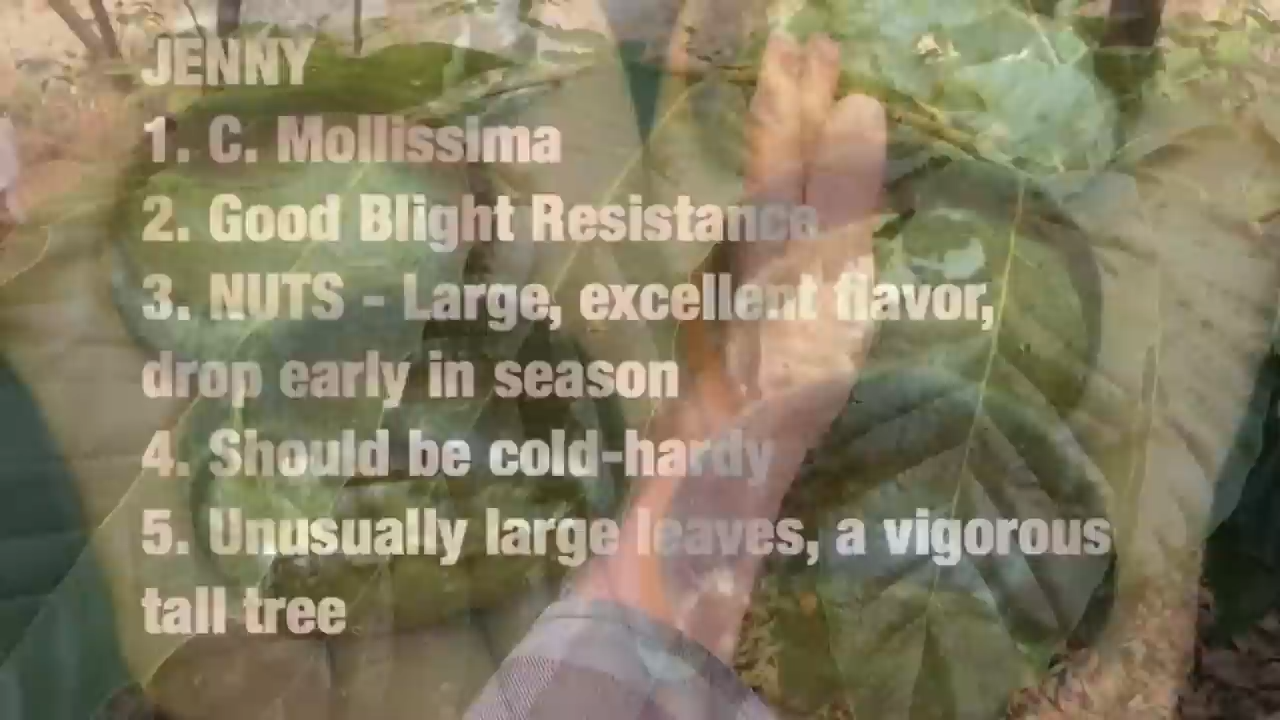 JENNY
1. C. Mollissima
2. Good Blight Resistance
3. NUTS - Large, excellent flavor,
drop early in season
4. Should be cold-hardy
5. Unusually large leaves, a vigorous
tall tree